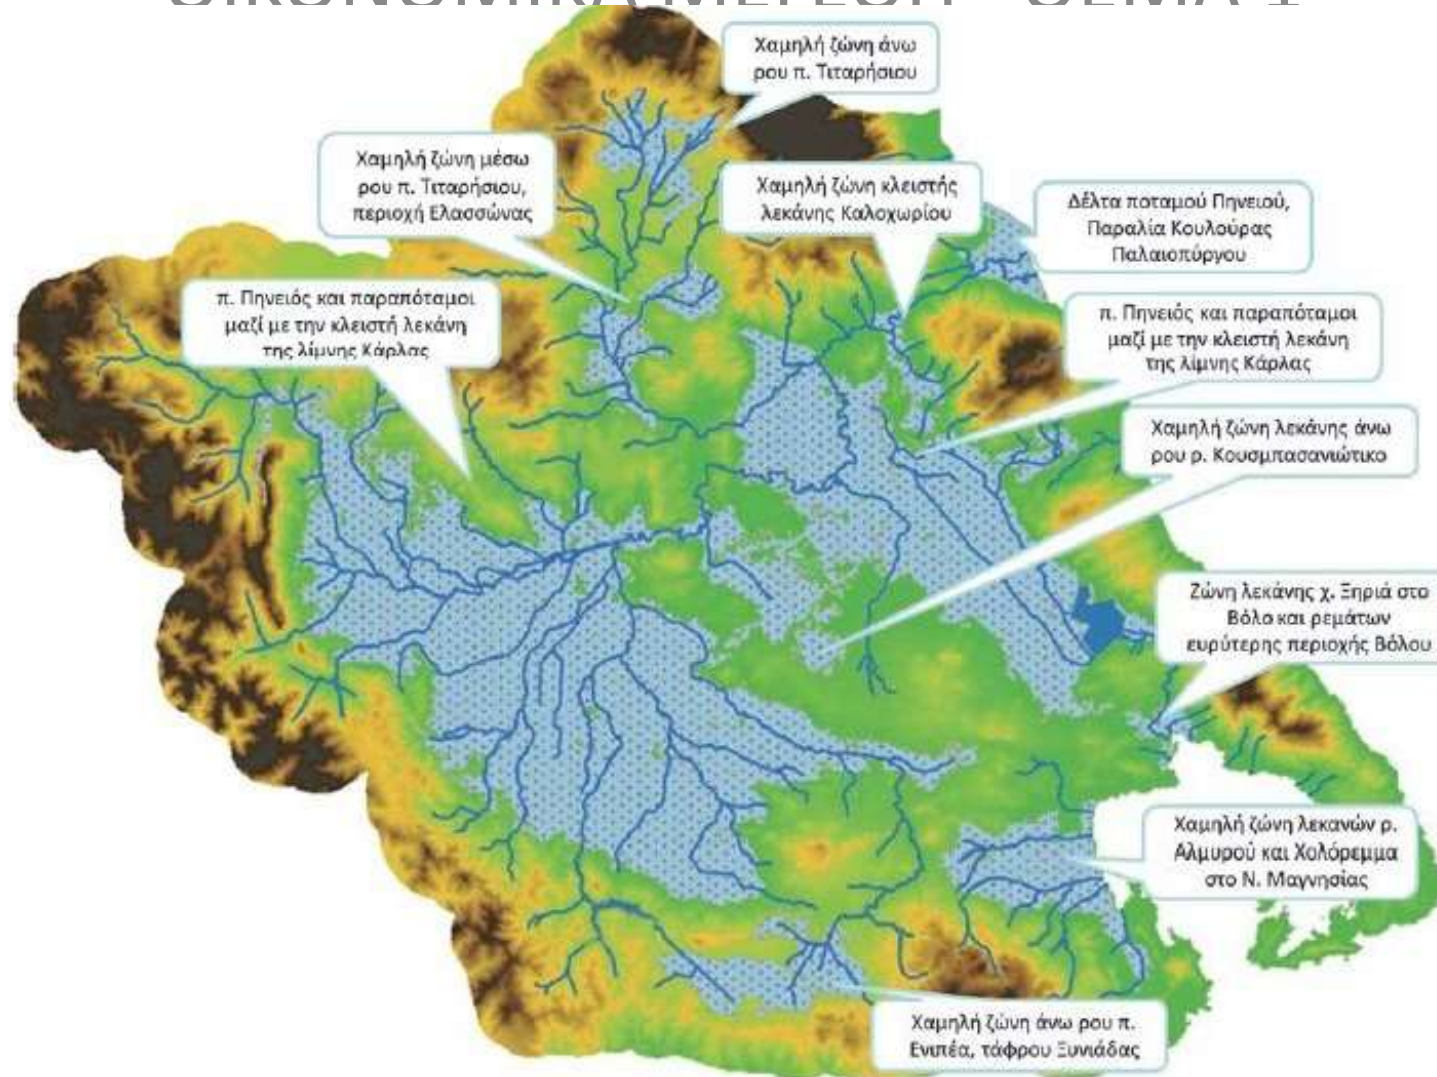 ΟΙΚΟΝΟΜΙΚΑ ΜΕΓΕΘΗ - ΘΕΜΑ 1
Χαμηλή ζώνη άνω
ρου π. Τιταρήσιου
Χαμηλή ζώνη μέσω
ρου π. Τιταρήσιου,
περιοχή Ελασσώνας
Χαμηλή ζώνη κλειστής
λεκάνης Καλοχωρίου
Δέλτα ποταμού Πηνειού,
Παραλία Κουλούρας
Παλαιοπύργου
π. Πηνειός και παραπόταμοι
μαζί με την κλειστή λεκάνη
της λίμνης Κάρλας
π. Πηνειός και παραπόταμοι
μαζί με την κλειστή λεκάνη
της λίμνης Κάρλας
Χαμηλή ζώνη λεκάνης άνω
ρου ρ. Κουσμπασανιώτικο
Ζώνη λεκάνης χ. Ξηριά στο
Βόλο και ρεμάτων
ευρύτερης περιοχής Βόλου
Χαμηλή ζώνη λεκανών ρ.
Αλμυρού και Χολόρεμμα
στο Ν. Μαγνησίας
Χαμηλή ζώνη άνω ρου π.
Ενιπέα, τάφρου Ξυνιάδας